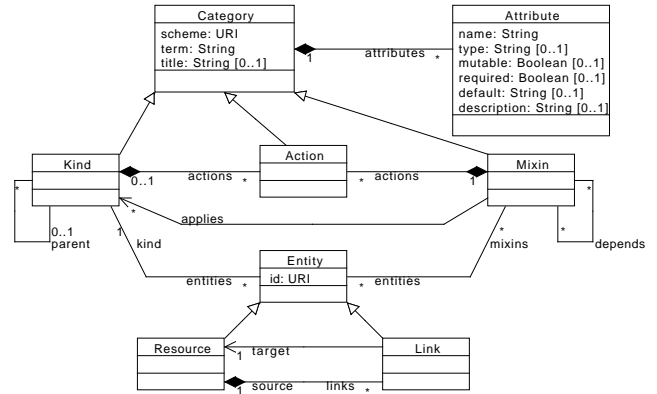 Category
scheme: URI
term: String
title: String [0..1]
1
attributes
*
Attribute
name: String
type: String [0..1]
mutable: Boolean [0..1]
required: Boolean [0..1]
default: String [0..1]
description: String [0..1]
Kind
0..1
actions
*
Action
*
actions
1
Mixin
*
0..1
parent
*
applies
*
*
depends
1
kind
*
mixins
entities
*
Entity
id: URI
*
entities
Resource
1
target
Link
1
source
links
*